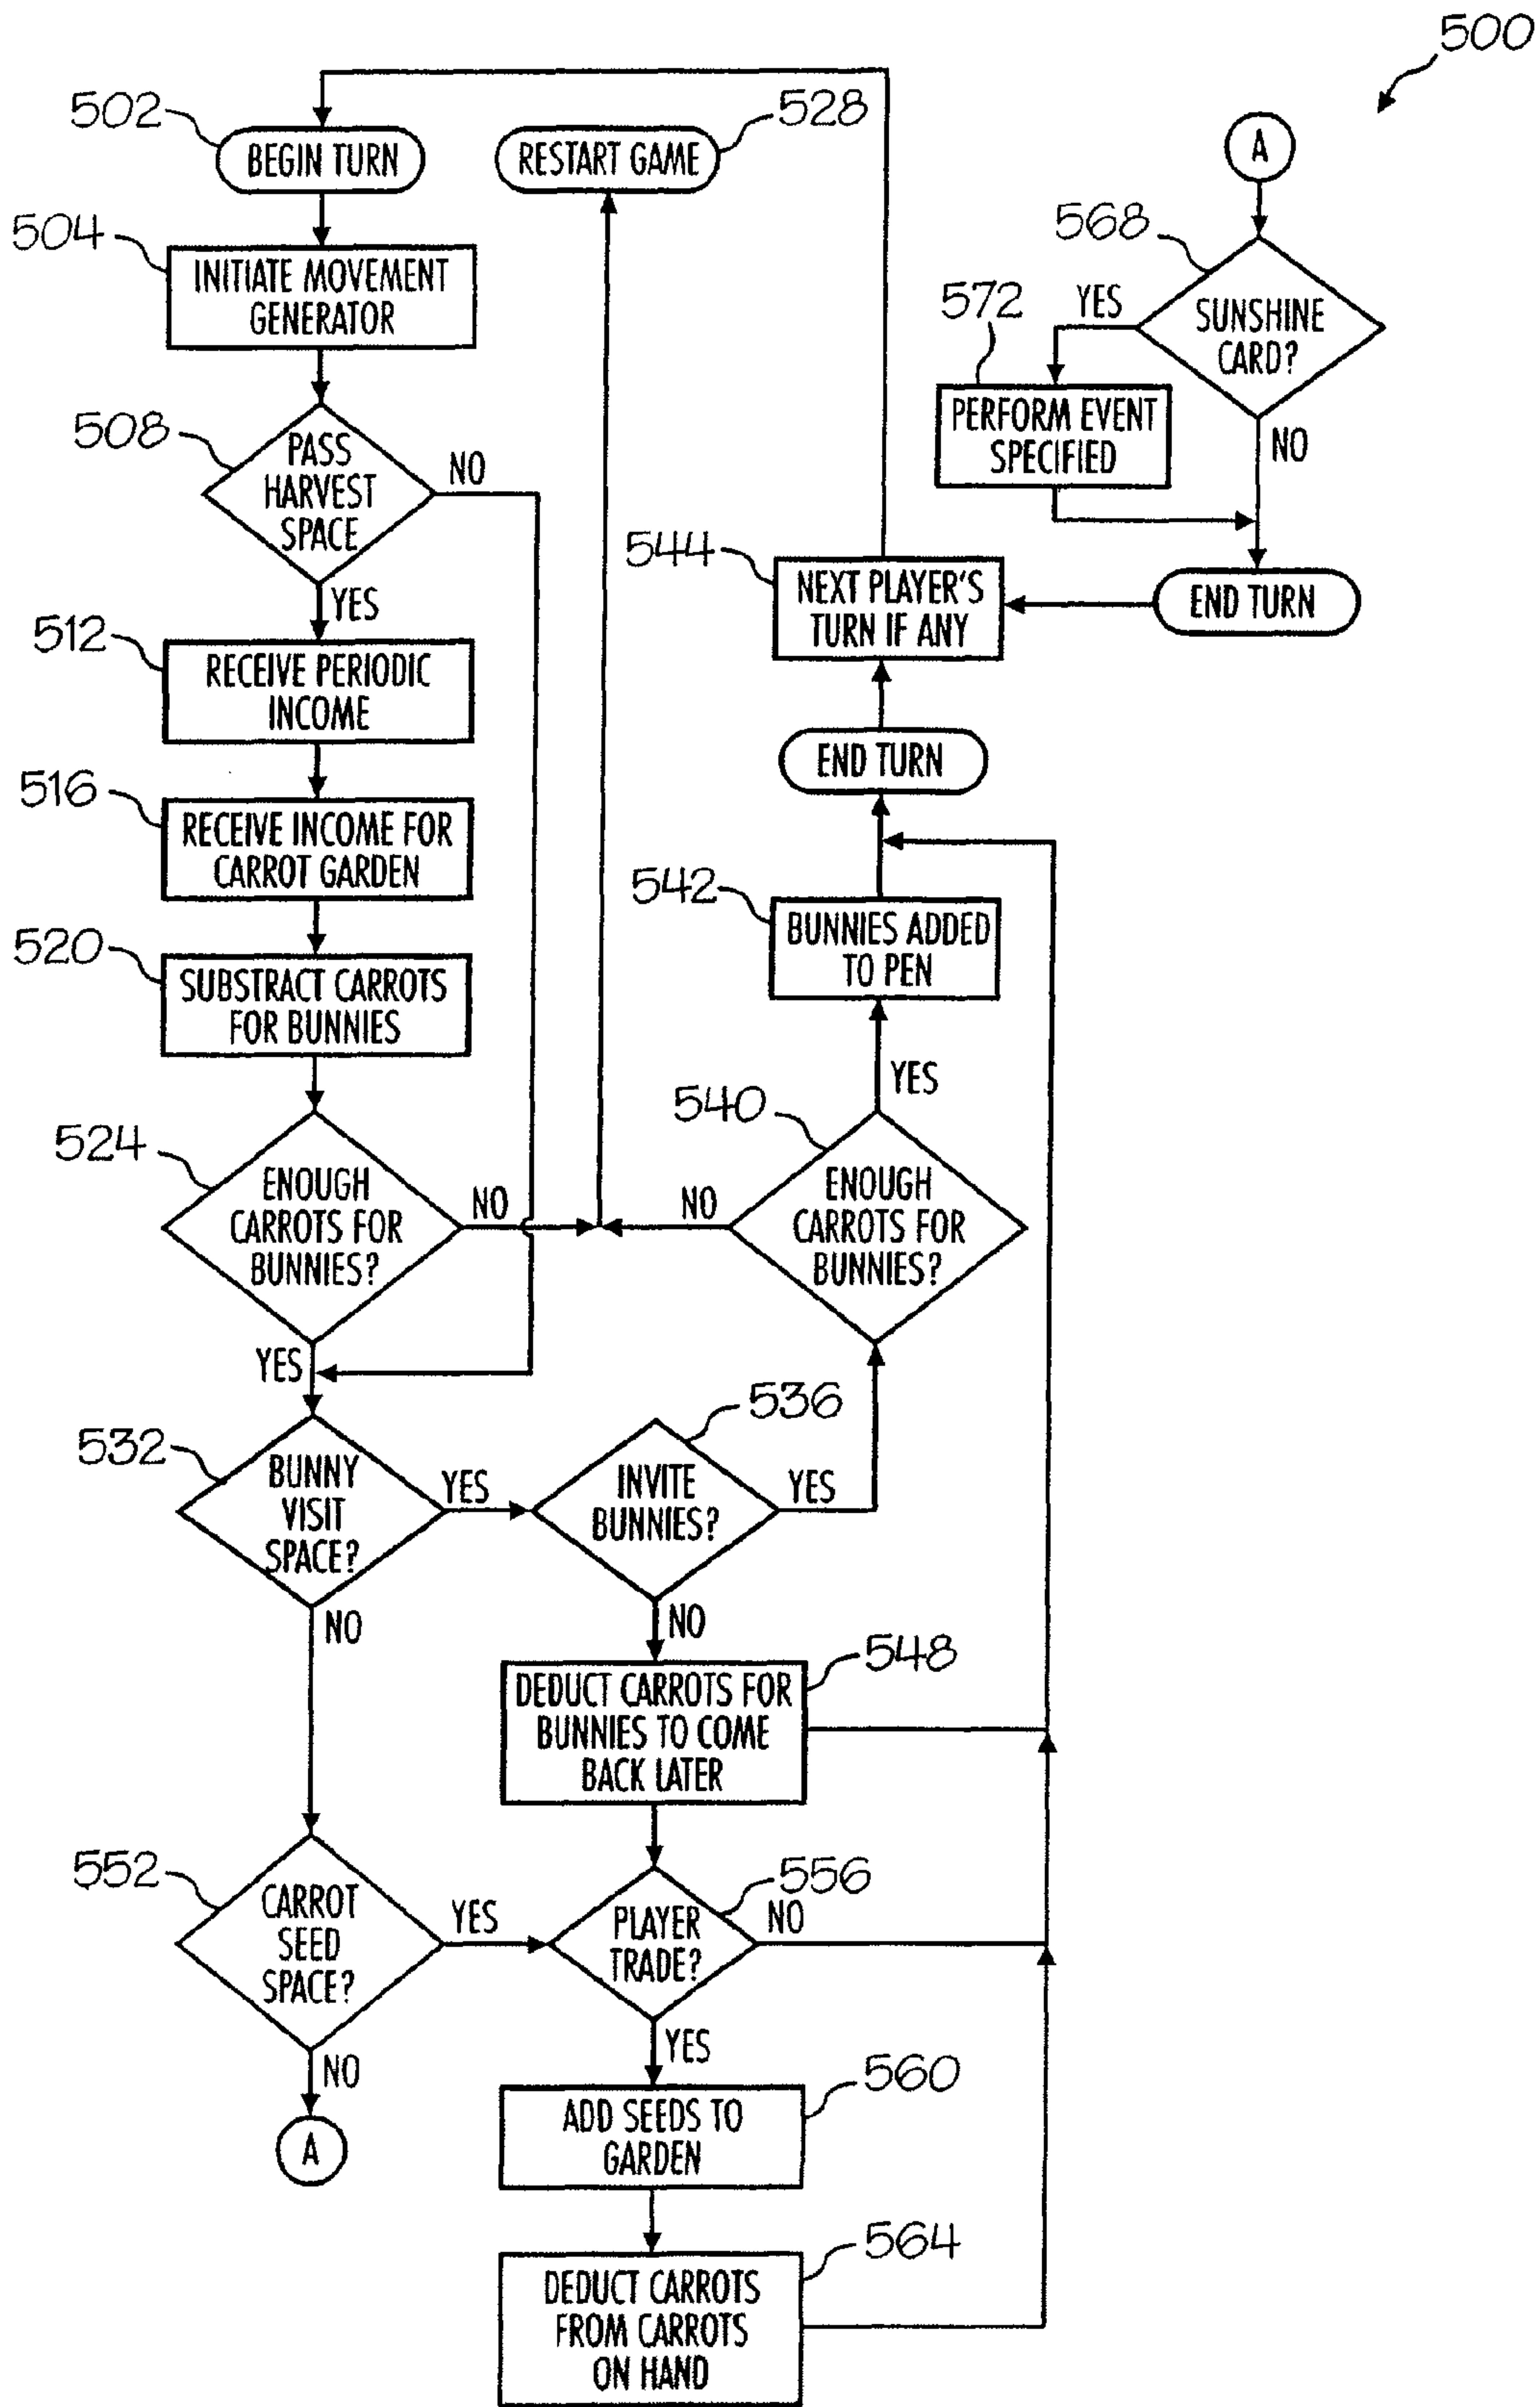 500
502
BEGIN TURN
528
RESTART GAME
A
504
INITIATE MOVEMENT
GENERATOR
568
SUNSHINE
CARD?
YES
NO
572
PERFORM EVENT
SPECIFIED
END TURN
508
PASS
HARVEST
SPACE
NO
YES
544
NEXT PLAYER'S
TURN IF ANY
512
RECEIVE PERIODIC
INCOME
END TURN
516
RECEIVE INCOME FOR
CARROT GARDEN
542
BUNNIES ADDED
TO PEN
520
SUBSTRACT CARROTS
FOR BUNNIES
YES
524
ENOUGH
CARROTS FOR
BUNNIES?
NO
YES
540
ENOUGH
CARROTS FOR
BUNNIES?
NO
532
BUNNY
VISIT
SPACE?
YES
NO
536
INVITE
BUNNIES?
YES
NO
548
DEDUCT CARROTS FOR
BUNNIES TO COME
BACK LATER
552
CARROT
SEED
SPACE?
YES
NO
A
556
PLAYER
TRADE?
NO
YES
560
ADD SEEDS TO
GARDEN
564
DEDUCT CARROTS
FROM CARROTS
ON HAND